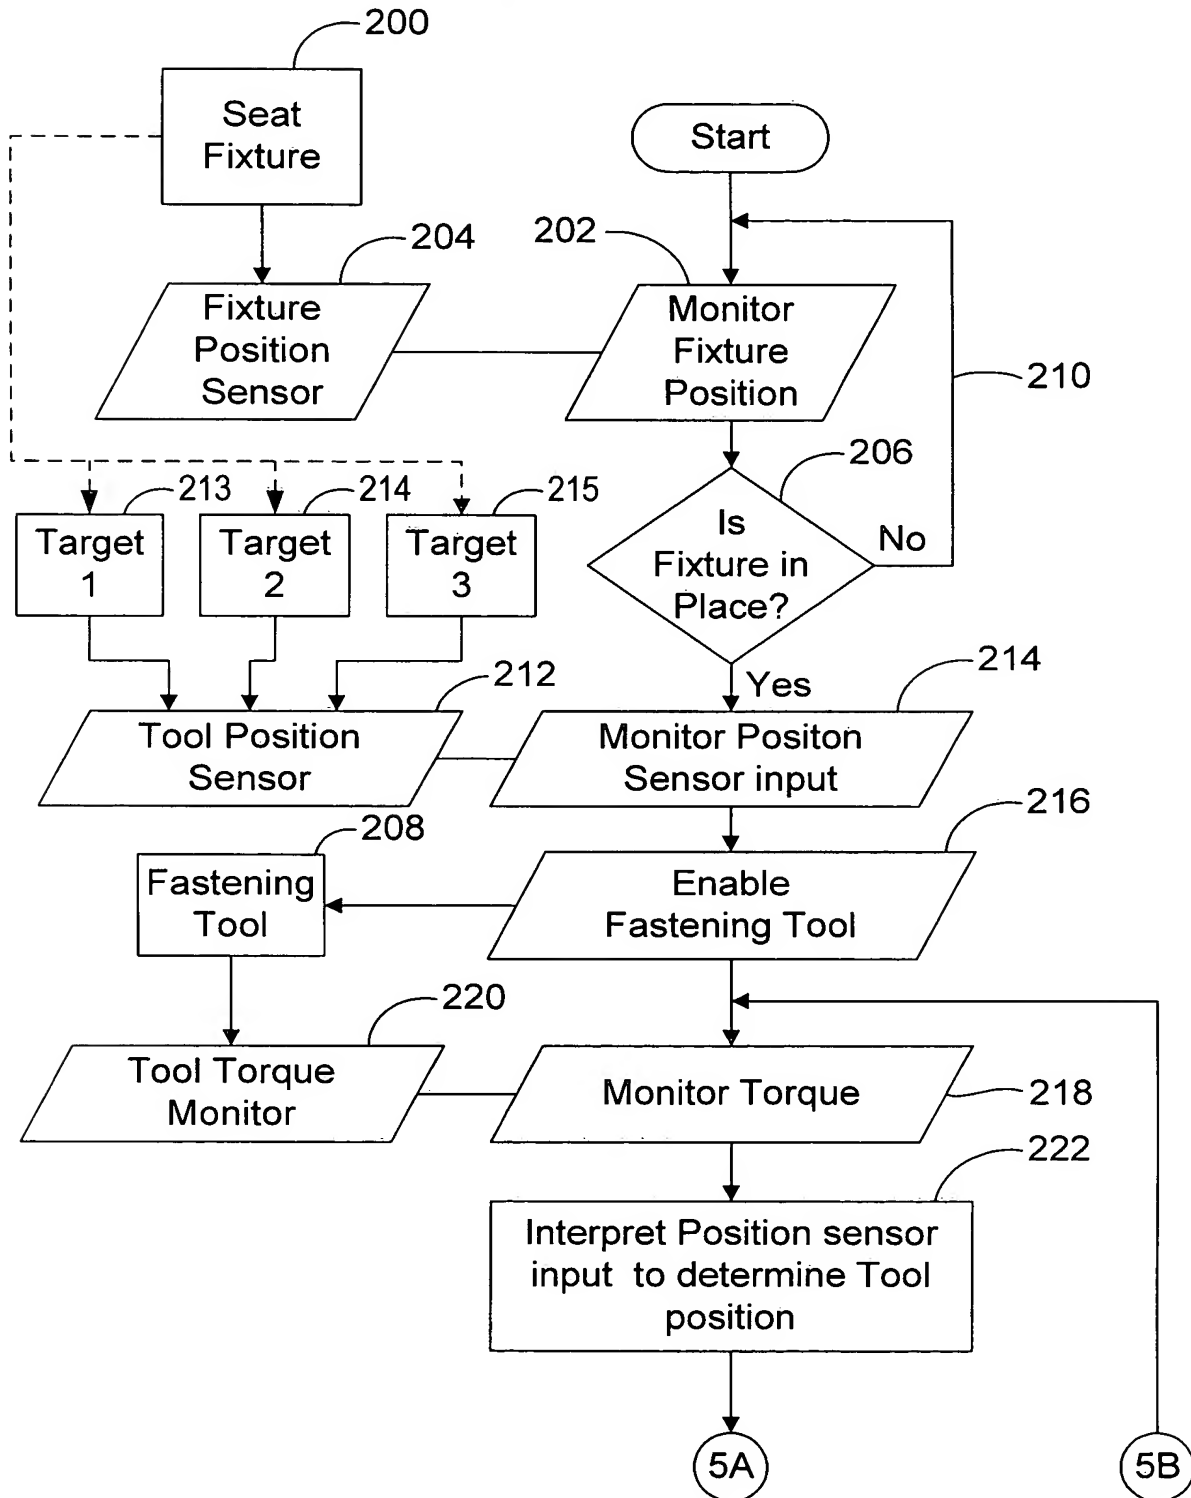 200
Seat
Fixture
Start
204
202
Fixture
Position
Sensor
Monitor
Fixture
Position
210
206
213
214
215
Target
1
Target
2
Target
3
Is
Fixture in
Place?
No
Yes
212
214
Tool Position
Sensor
Monitor Positon
Sensor input
208
216
Fastening
Tool
Enable
Fastening Tool
220
Tool Torque
Monitor
Monitor Torque
218
222
Interpret Position sensor
input to determine Tool
position
5A
5B